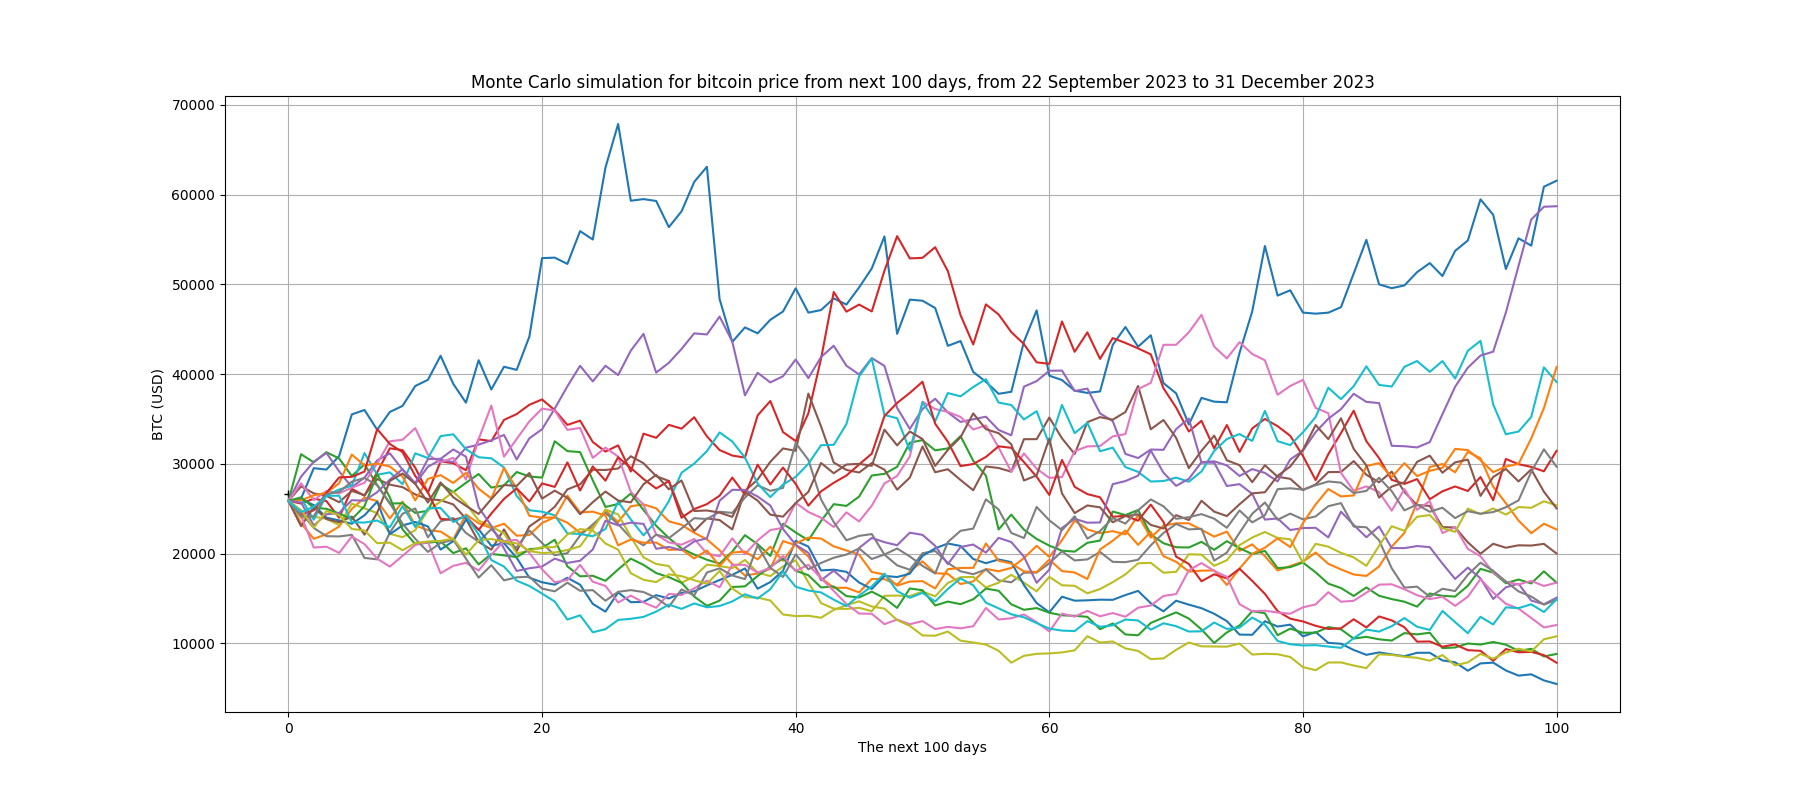 Monte Carlo simulation for bitcoin price from next 100 days, from 22 September 2023 to 31 December 2023
70000
60000
50000
40000
30000
20000
10000
BTC (USD)
0 20 40 60 80 100
The next 100 days